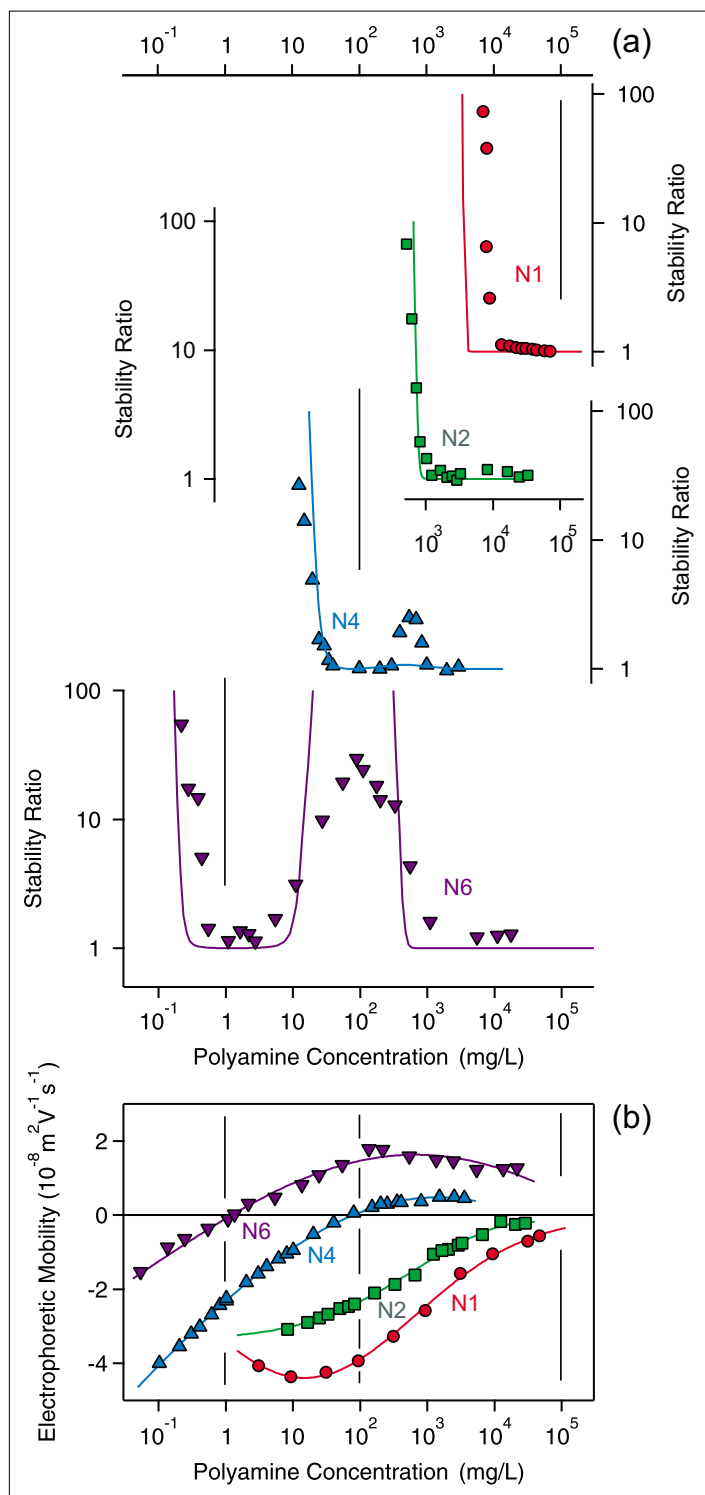 (a)
10⁻¹ 1 10 10² 10³ 10⁴ 10⁵
100
10
1
Stability Ratio
N1
100
10
1
Stability Ratio
N2
10³ 10⁴ 10⁵
100
10
1
Stability Ratio
N4
100
10
1
Stability Ratio
N6
10⁻¹ 1 10 10² 10³ 10⁴ 10⁵
Polyamine Concentration (mg/L)
(b)
Electrophoretic Mobility (10⁻⁸ m² V⁻¹ s⁻¹)
2
0
-2
-4
N6
N4
N2
N1
10⁻¹ 1 10 10² 10³ 10⁴ 10⁵
Polyamine Concentration (mg/L)